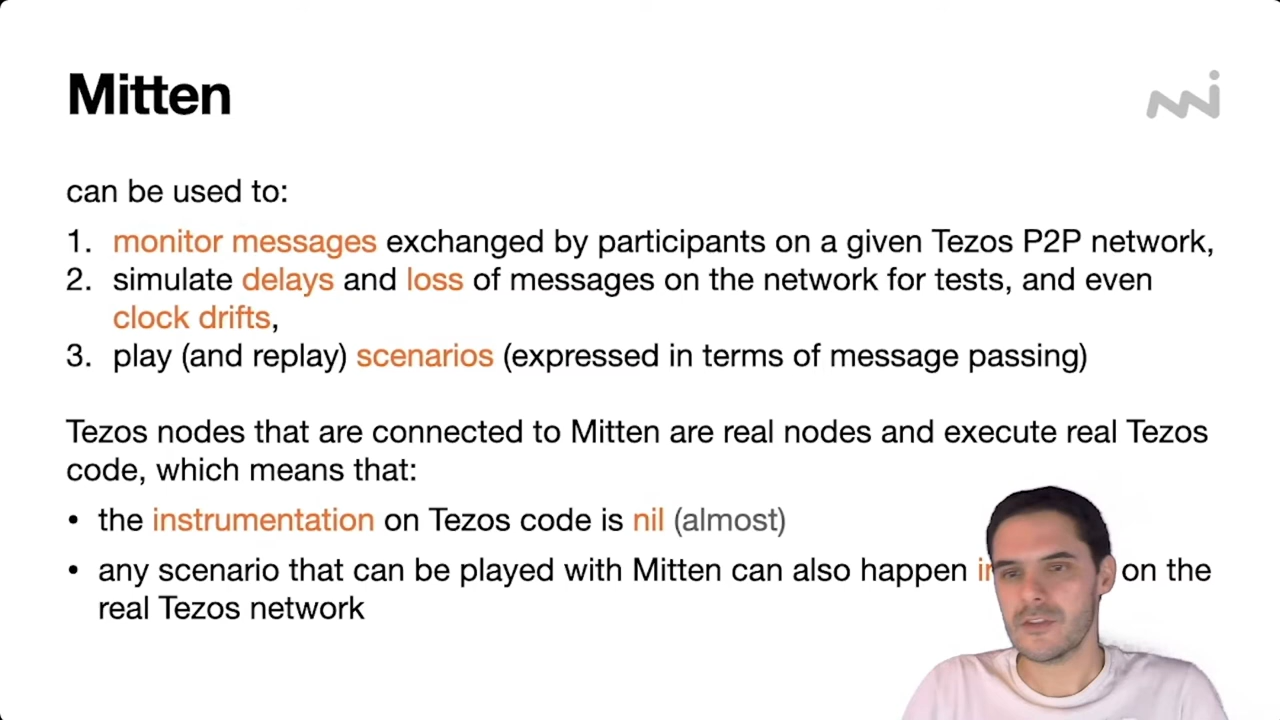 Mitten
can be used to:
1. monitor messages exchanged by participants on a given Tezos P2P network,
2. simulate delays and loss of messages on the network for tests, and even
clock drifts,
3. play (and replay) scenarios (expressed in terms of message passing)
Tezos nodes that are connected to Mitten are real nodes and execute real Tezos
code, which means that:
• the instrumentation on Tezos code is nil (almost)
• any scenario that can be played with Mitten can also happen on the
real Tezos network